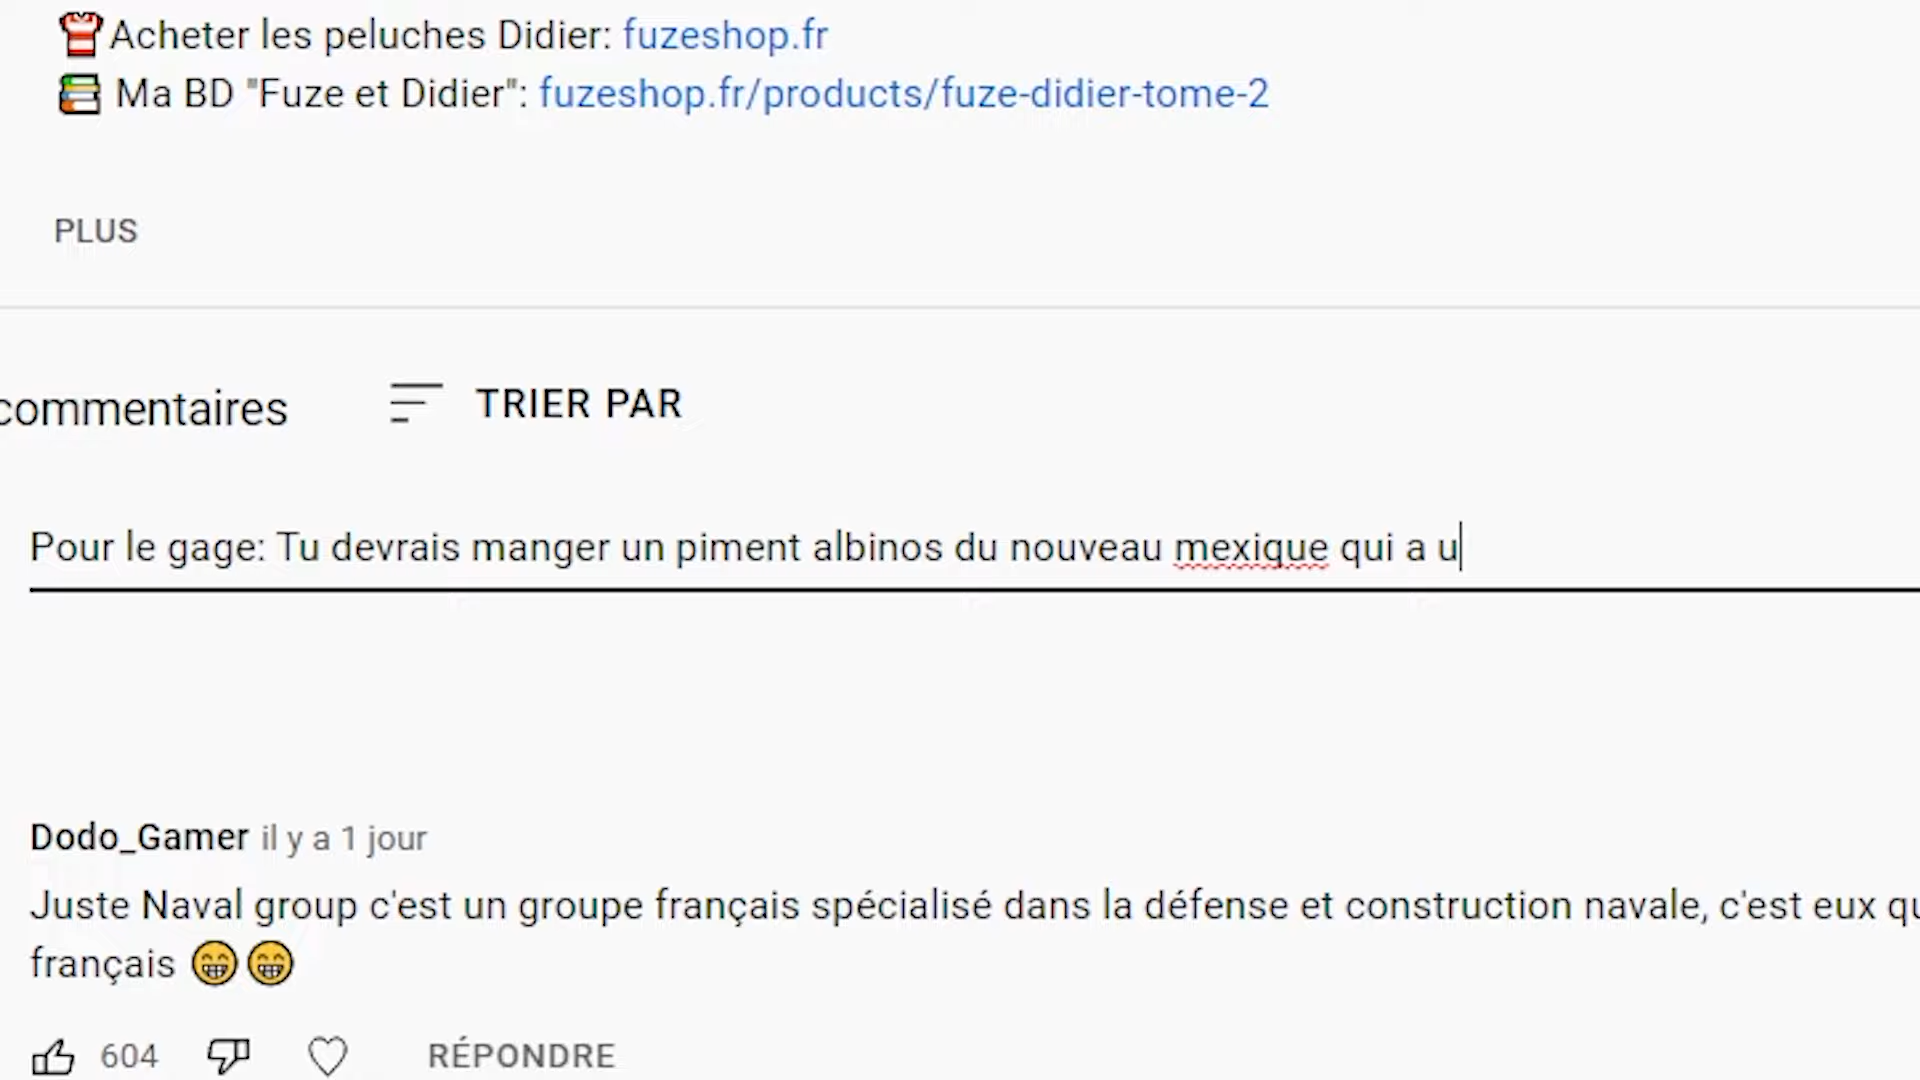 Acheter les peluches Didier: fuzeshop.fr
Ma BD "Fuze et Didier": fuzeshop.fr/products/fuze-didier-tome-2
PLUS
commentaires TRIER PAR
Pour le gage: Tu devrais manger un piment albinos du nouveau mexique qui a u
Dodo_Gamer il y a 1 jour
Juste Naval group c'est un groupe français spécialisé dans la défense et construction navale, c'est eux qu
français 😁😁
604 RÉPONDRE